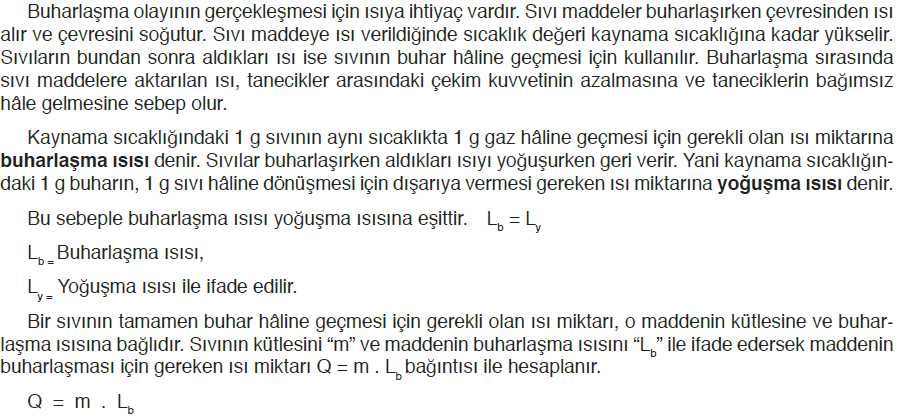 Buharlaşma olayının gerçekleşmesi için ısıya ihtiyaç vardır. Sıvı maddeler buharlaşırken çevresinden ısı
alır ve çevresini soğutur. Sıvı maddeye ısı verildiğinde sıcaklık değeri kaynama sıcaklığına kadar yükselir.
Sıvıların bundan sonra aldıkları ısı ise sıvının buhar hâline geçmesi için kullanılır. Buharlaşma sırasında
sıvı maddelere aktarılan ısı, tanecikler arasındaki çekim kuvvetinin azalmasına ve taneciklerin bağımsız
hâle gelmesine sebep olur.
Kaynama sıcaklığındaki 1 g sıvının aynı sıcaklıkta 1 g gaz hâline geçmesi için gerekli olan ısı miktarına
buharlaşma ısısı denir. Sıvılar buharlaşırken aldıkları ısıyı yoğuşurken geri verir. Yani kaynama sıcaklığın-
daki 1 g buharın, 1 g sıvı hâline dönüşmesi için dışarıya vermesi gereken ısı miktarına yoğuşma ısısı denir.
Bu sebeple buharlaşma ısısı yoğuşma ısısına eşittir. L_b = L_y
L_b = Buharlaşma ısısı,
L_y = Yoğuşma ısısı ile ifade edilir.
Bir sıvının tamamen buhar hâline geçmesi için gerekli olan ısı miktarı, o maddenin kütlesine ve buhar-
laşma ısısına bağlıdır. Sıvının kütlesini “m” ve maddenin buharlaşma ısısını “L_b” ile ifade edersek maddenin
buharlaşması için gereken ısı miktarı Q = m . L_b bağıntısı ile hesaplanır.
Q = m . L_b